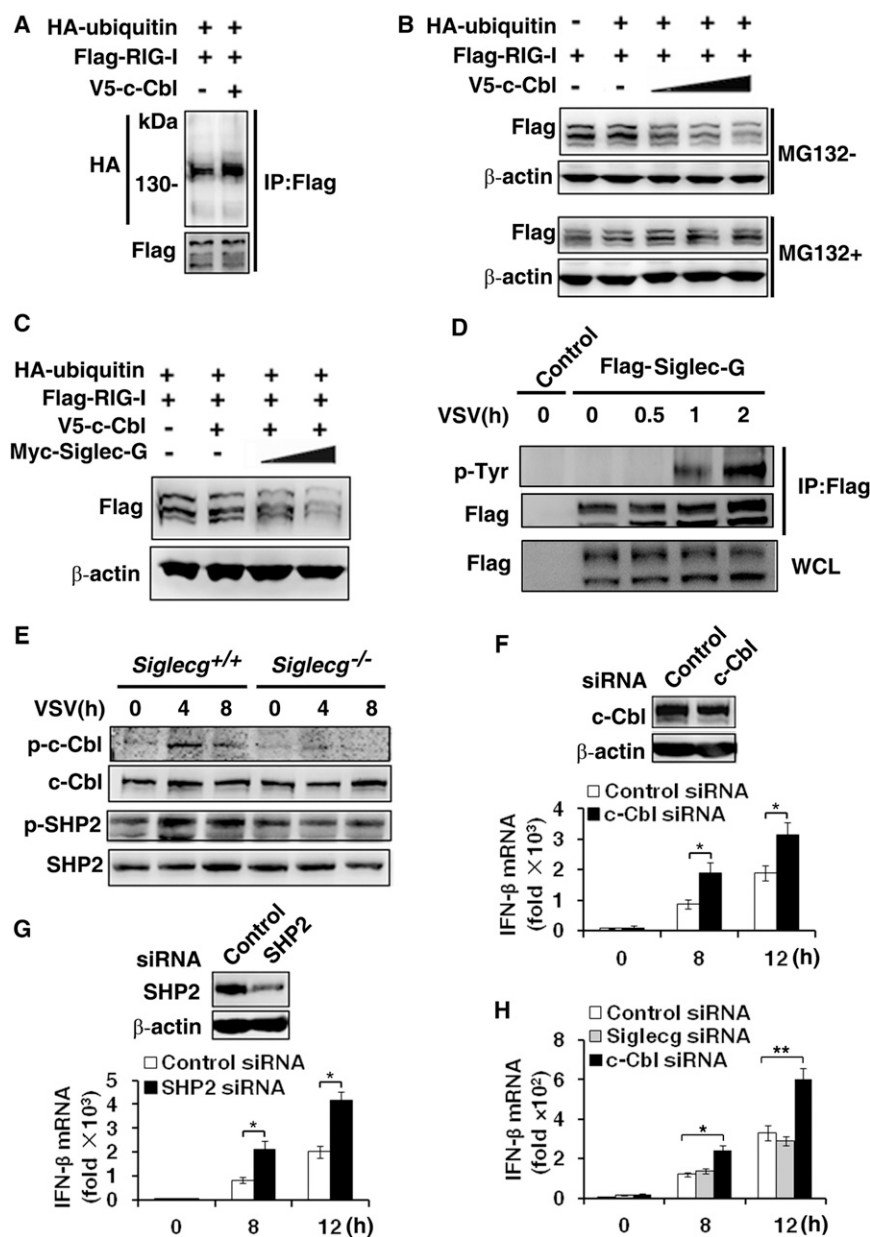 A
HA-ubiquitin + +
Flag-RIG-I + +
V5-c-Cbl - +
kDa
HA
130-
IP:Flag
Flag
B
HA-ubiquitin - + + + +
Flag-RIG-I + + + + +
V5-c-Cbl - -
Flag
β-actin
MG132-
Flag
β-actin
MG132+
C
HA-ubiquitin + + + +
Flag-RIG-I + + + +
V5-c-Cbl - + + +
Myc-Siglec-G - -
Flag
β-actin
D
Control Flag-Siglec-G
VSV(h) 0 0 0.5 1 2
p-Tyr
Flag
IP:Flag
Flag
WCL
E
Siglecg+/+ Siglecg-/-
VSV(h) 0 4 8 0 4 8
p-c-Cbl
c-Cbl
p-SHP2
SHP2
F
siRNA Control c-Cbl
c-Cbl
β-actin
Control siRNA
c-Cbl siRNA
IFN-β mRNA
(fold ×10³)
4
3
2
1
0
* *
0 8 12 (h)
G
siRNA Control SHP2
SHP2
β-actin
Control siRNA
SHP2 siRNA
IFN-β mRNA
(fold ×10³)
5
4
3
2
1
0
* *
0 8 12 (h)
H
Control siRNA
Siglecg siRNA
c-Cbl siRNA
IFN-β mRNA
(fold ×10²)
8
6
4
2
0
* **
0 8 12 (h)